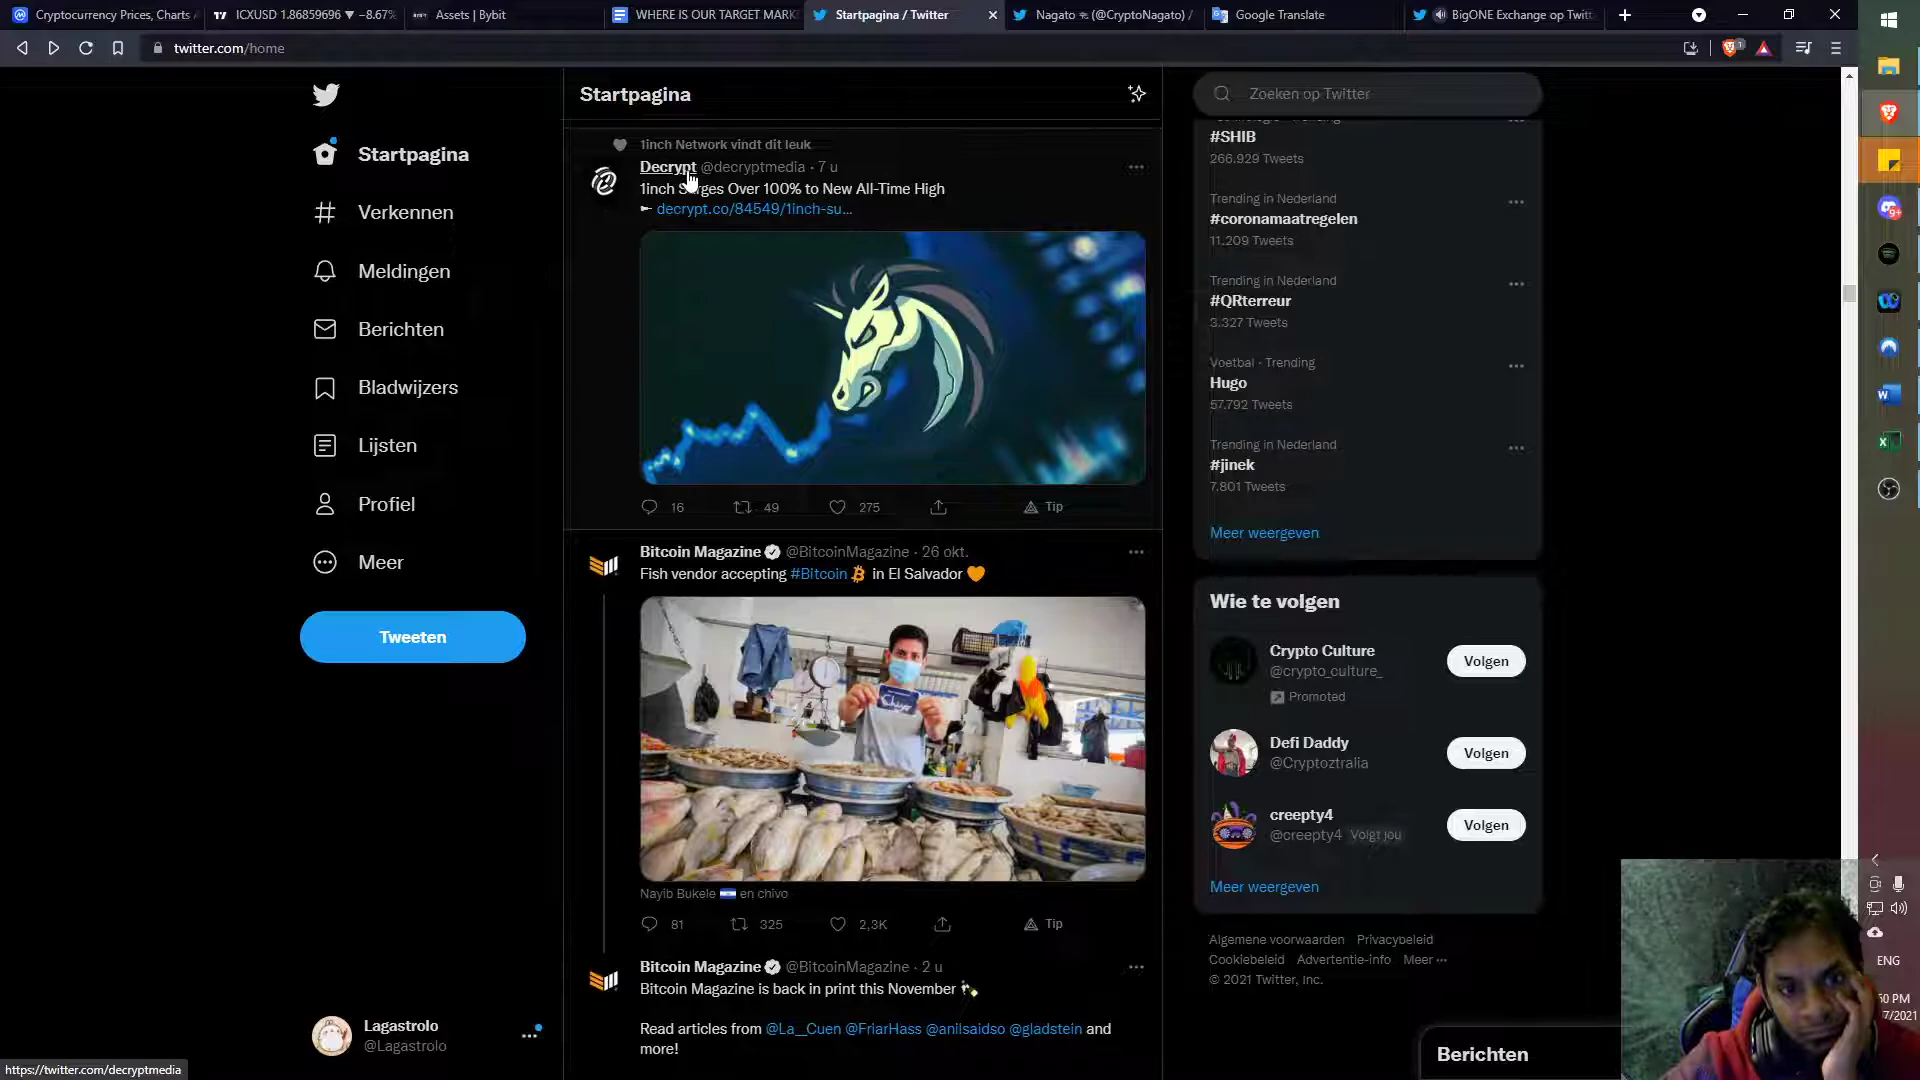 Cryptocurrency Prices, Charts
ICXUSD 1.86859696 ▼ −8.67%
Assets | Bybit
WHERE IS OUR TARGET MARK
Startpagina / Twitter
Nagato (@CryptoNagato) /
Google Translate
BigONE Exchange op Twitt
twitter.com/home
Startpagina
Verkennen
Meldingen
Berichten
Bladwijzers
Lijsten
Profiel
Meer
Tweeten
Lagastrolo
@Lagastrolo
https://twitter.com/decryptmedia
Startpagina
1inch Network vindt dit leuk
Decrypt @decryptmedia · 7 u
1inch Surges Over 100% to New All-Time High
decrypt.co/84549/1inch-su...
16 49 275 Tip
Bitcoin Magazine @BitcoinMagazine · 26 okt.
Fish vendor accepting #Bitcoin in El Salvador
Chivo
Nayib Bukele en chivo
81 325 2,3K Tip
Bitcoin Magazine @BitcoinMagazine · 2 u
Bitcoin Magazine is back in print this November
Read articles from @La__Cuen @FriarHass @anilsaidso @gladstein and
more!
Zoeken op Twitter
#SHIB
266.929 Tweets
Trending in Nederland
#coronamaatregelen
11.209 Tweets
Trending in Nederland
#QRterreur
3.327 Tweets
Voetbal · Trending
Hugo
57.792 Tweets
Trending in Nederland
#jinek
7.801 Tweets
Meer weergeven
Wie te volgen
Crypto Culture
@crypto_culture_
Promoted
Volgen
Defi Daddy
@Cryptoztralia
Volgen
creepty4
@creepty4 Volgt jou
Volgen
Meer weergeven
Algemene voorwaarden Privacybeleid
Cookiebeleid Advertentie-info Meer ···
© 2021 Twitter, Inc.
Berichten
9+
ENG
50 PM
7/2021